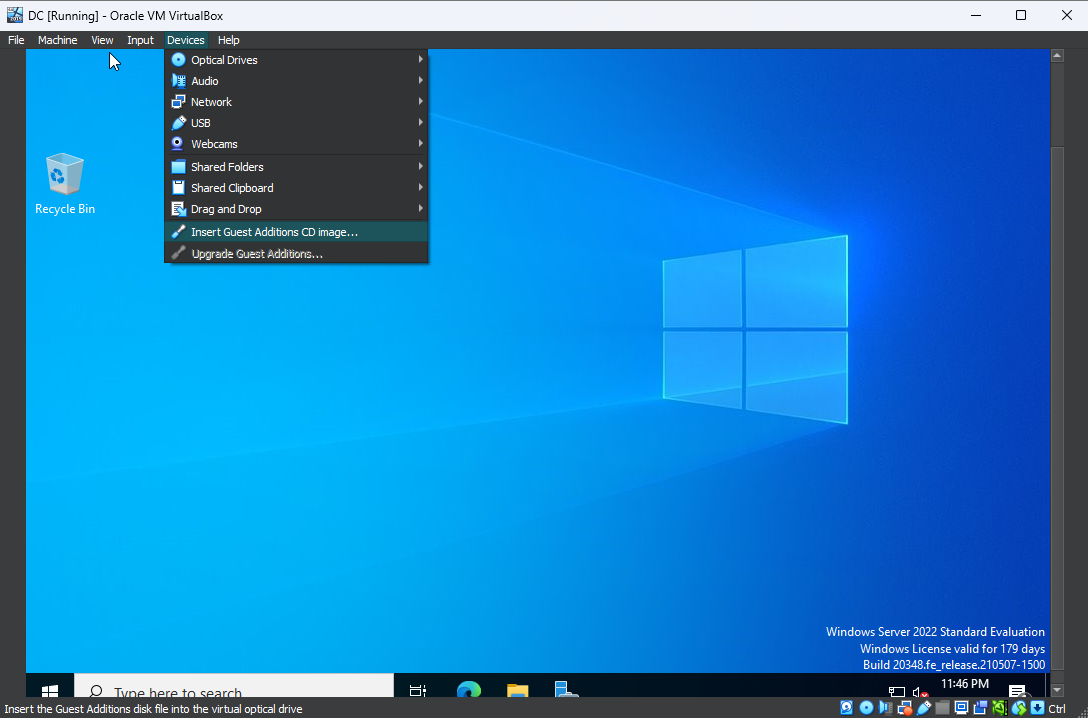 DC [Running] - Oracle VM VirtualBox
File Machine View Input Devices Help
Optical Drives
Audio
Network
USB
Webcams
Shared Folders
Shared Clipboard
Drag and Drop
Insert Guest Additions CD image...
Upgrade Guest Additions...
Recycle Bin
Windows Server 2022 Standard Evaluation
Windows License valid for 179 days
Build 20348.fe_release.210507-1500
Type here to search
11:46 PM
Insert the Guest Additions disk file into the virtual optical drive
Ctrl